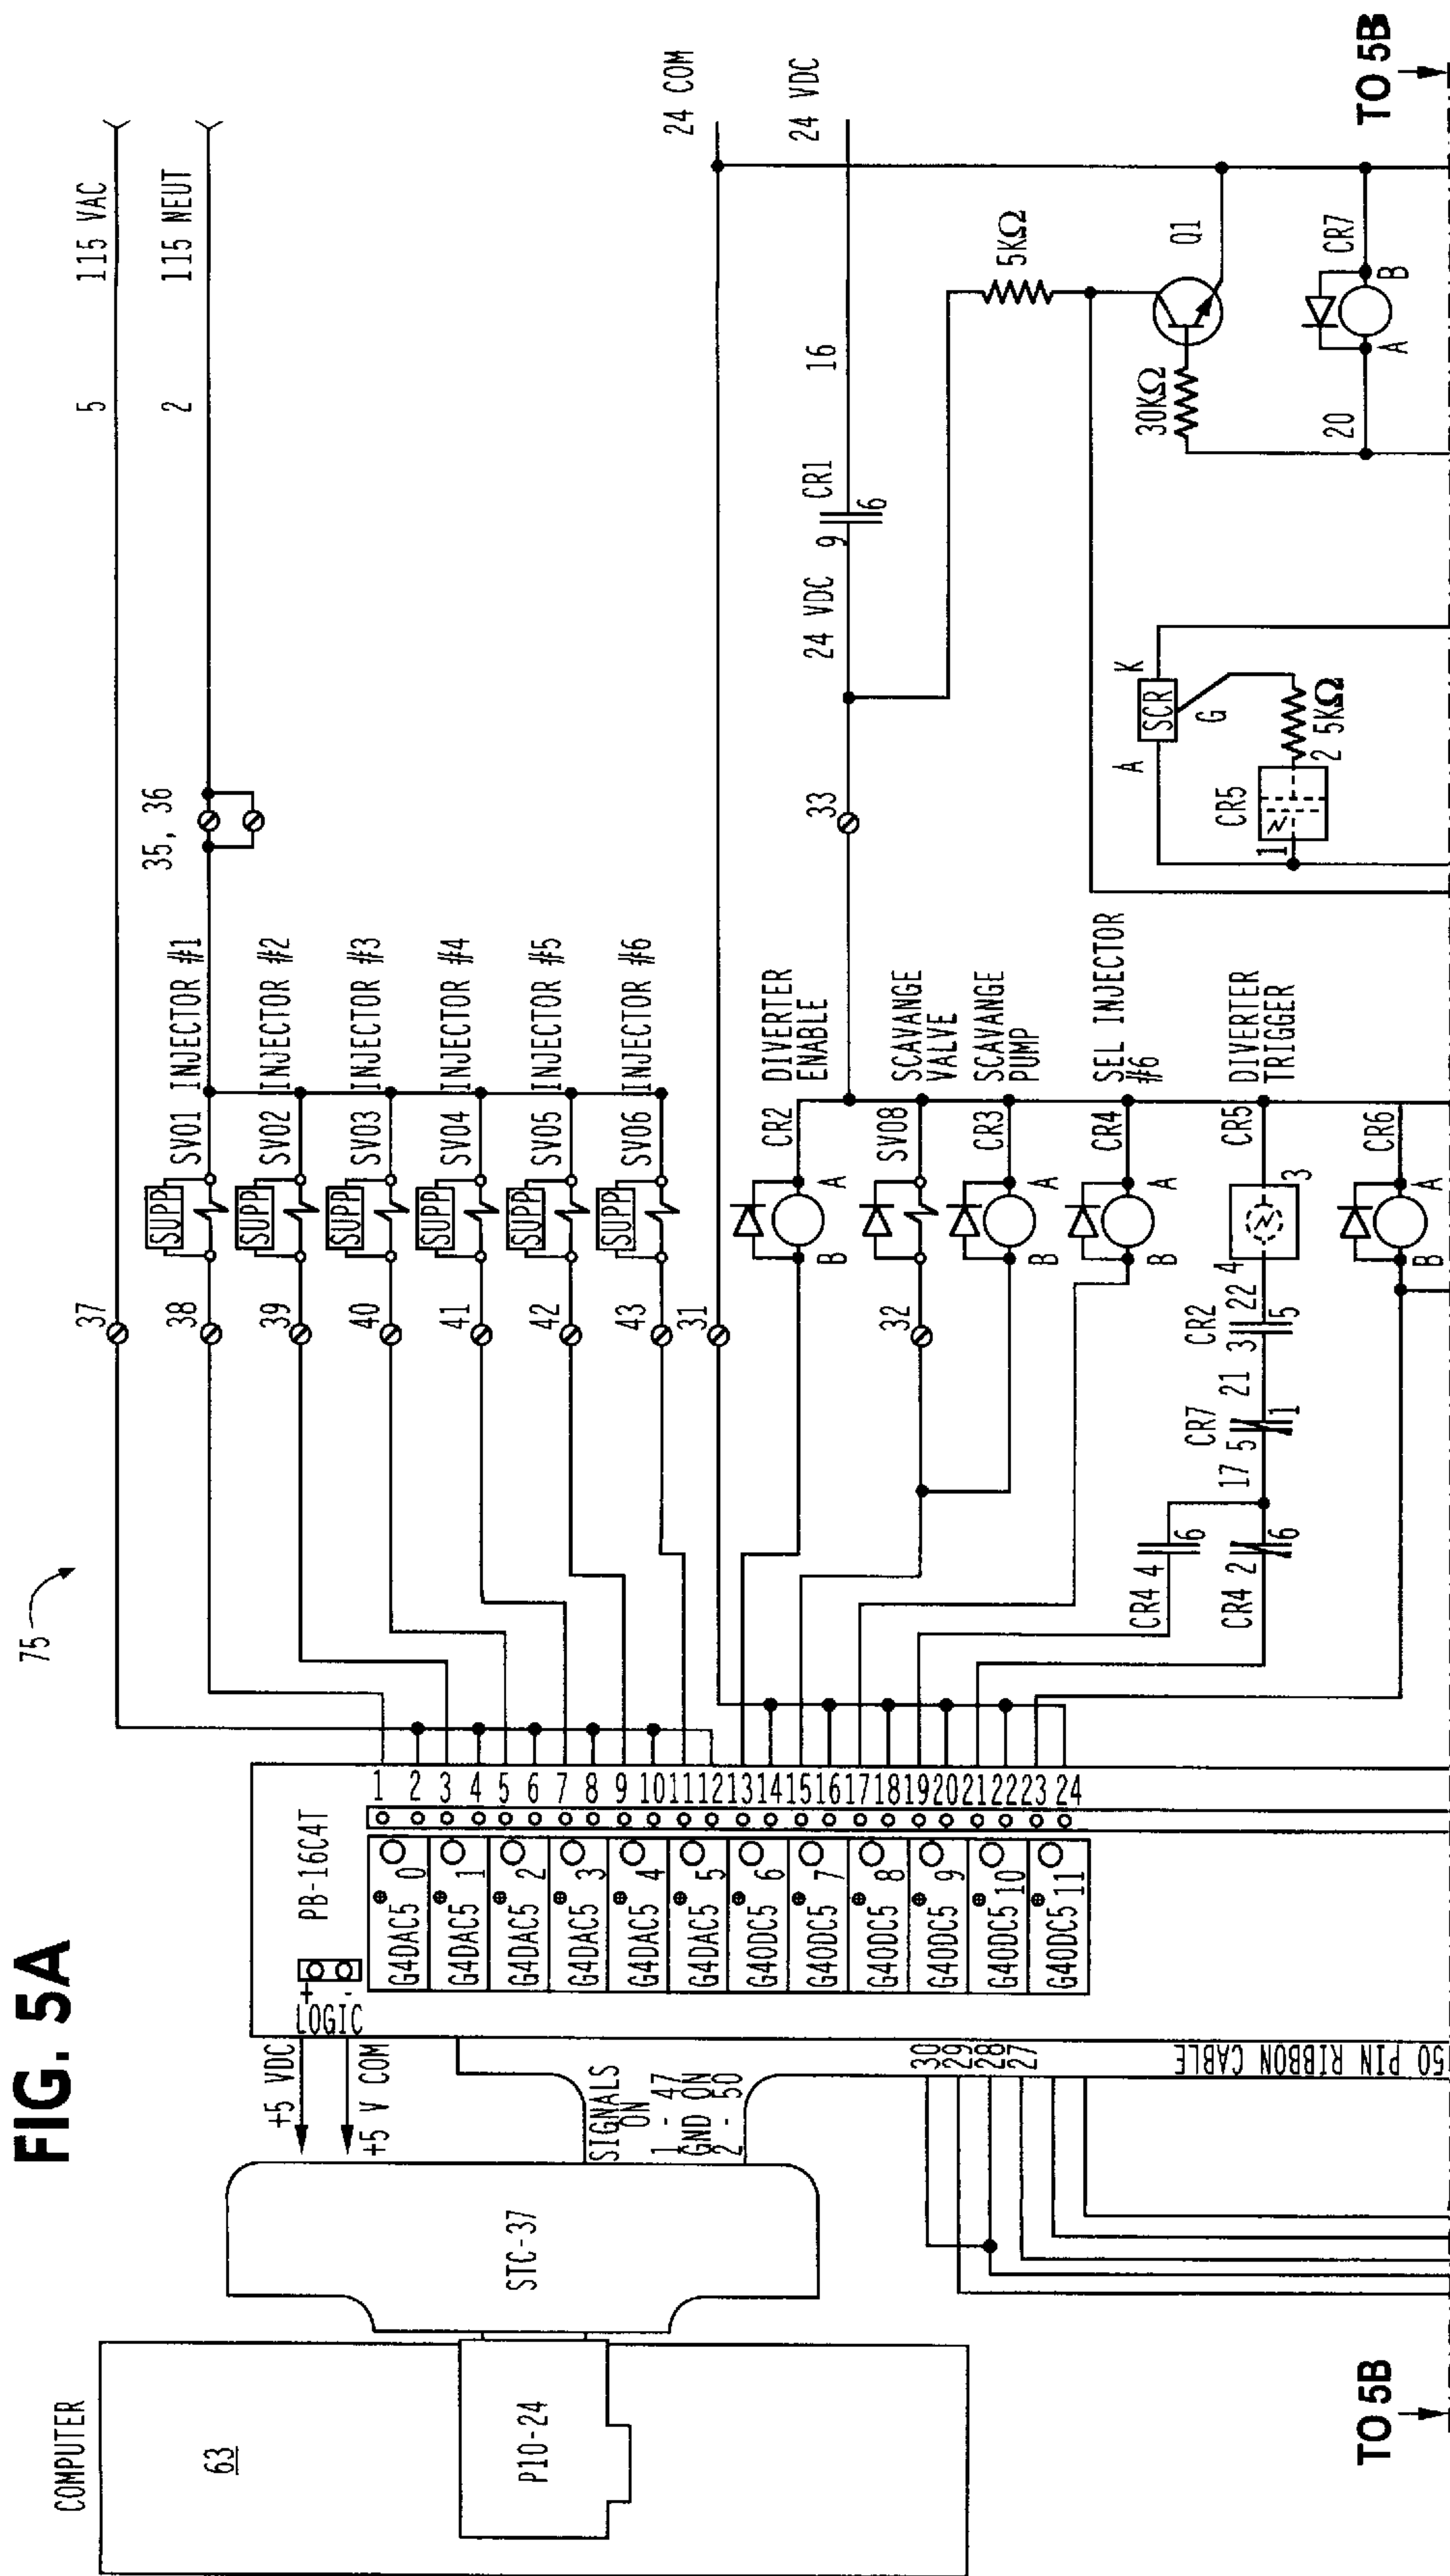 FIG. 5A
75
COMPUTER
63
P10-24
STC-37
+5 VDC
+5 V COM
+
-
LOGIC
PB-16C4T
SIGNALS
ON
1 - 47
GND ON
2 - 50
30
29
28
27
50 PIN RIBBON CABLE
G4DAC5 0
G4DAC5 1
G4DAC5 2
G4DAC5 3
G4DAC5 4
G4DAC5 5
G4ODC5 6
G4ODC5 7
G4ODC5 8
G4ODC5 9
G4ODC5 10
G4ODC5 11
1
2
3
4
5
6
7
8
9
10
11
12
13
14
15
16
17
18
19
20
21
22
23
24
37
5 115 VAC
2 115 NEUT
35, 36
38 SUPP SV01 INJECTOR #1
39 SUPP SV02 INJECTOR #2
40 SUPP SV03 INJECTOR #3
41 SUPP SV04 INJECTOR #4
42 SUPP SV05 INJECTOR #5
43 SUPP SV06 INJECTOR #6
31
24 COM
B A CR2 DIVERTER
ENABLE
33
24 VDC 9 CR1 6 16 24 VDC
32 SV08 SCAVANGE
VALVE
B A CR3 SCAVANGE
PUMP
B A CR4 SEL INJECTOR
#6
CR4 4 6
CR4 2 6
17 5 CR7 1
21 3 CR2 5
22 4 3 CR5 DIVERTER
TRIGGER
B A CR6
5KΩ
30KΩ
Q1
A SCR K
G
CR5
1 2 5KΩ
20 A B CR7
TO 5B
TO 5B